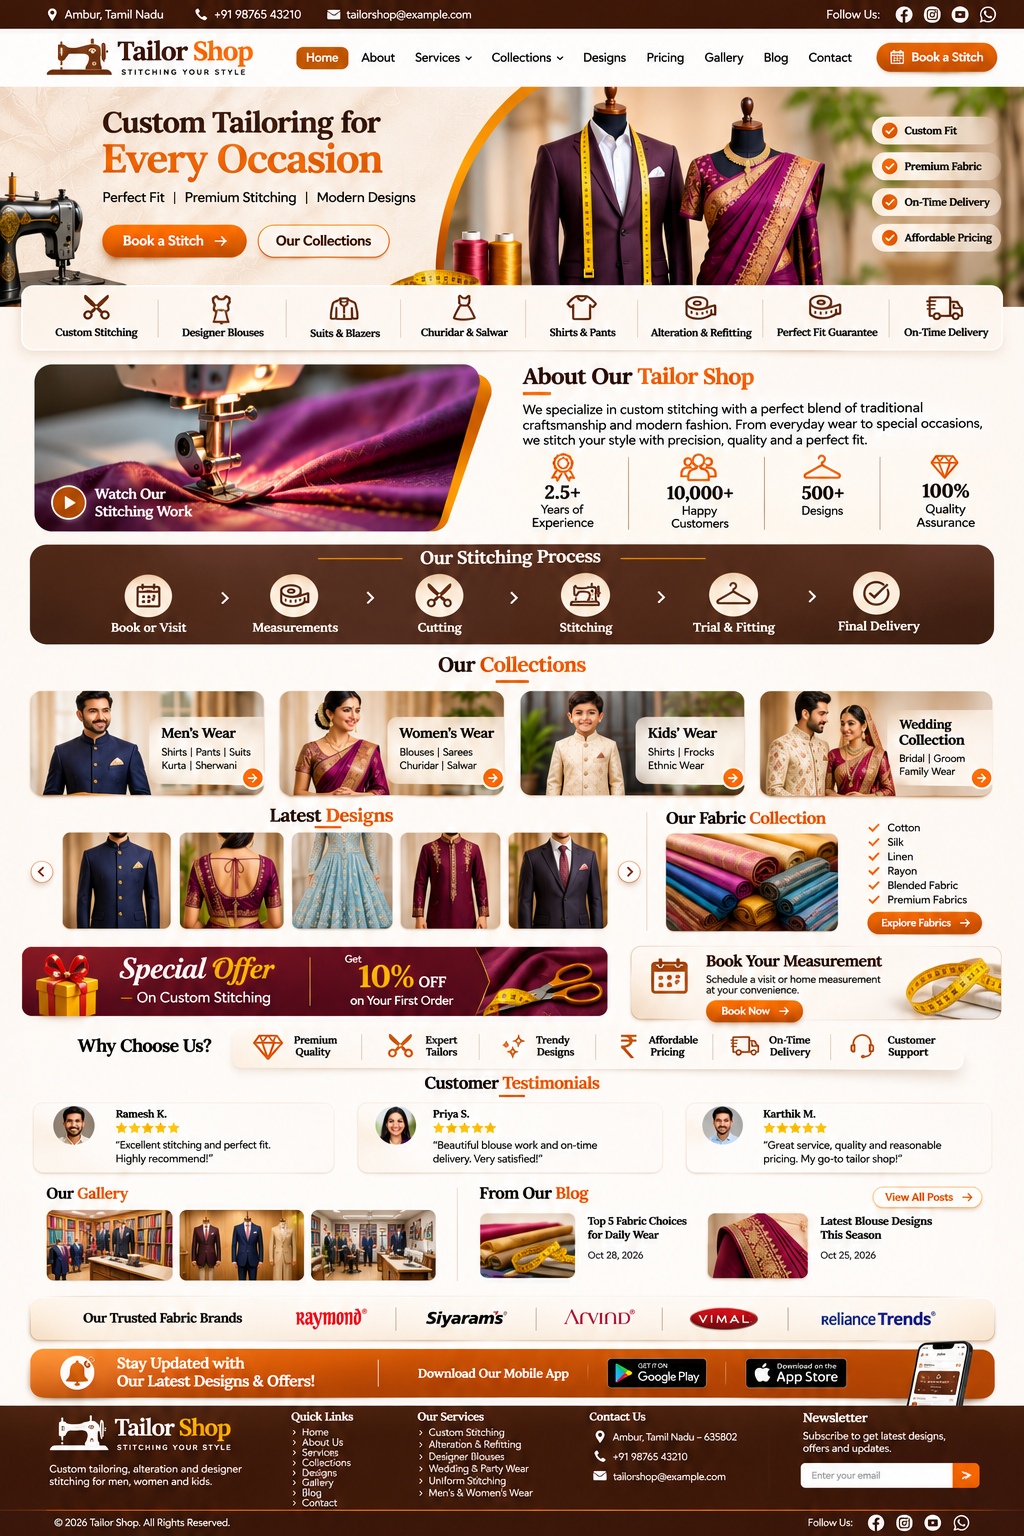 Ambur, Tamil Nadu
+91 98765 43210
tailorshop@example.com
Follow Us:
Tailor Shop
STITCHING YOUR STYLE
Home
About
Services
Collections
Designs
Pricing
Gallery
Blog
Contact
Book a Stitch
Custom Tailoring for
Every Occasion
Perfect Fit | Premium Stitching | Modern Designs
Book a Stitch
Our Collections
Custom Fit
Premium Fabric
On-Time Delivery
Affordable Pricing
Custom Stitching
Designer Blouses
Suits & Blazers
Churidar & Salwar
Shirts & Pants
Alteration & Refitting
Perfect Fit Guarantee
On-Time Delivery
Watch Our
Stitching Work
About Our Tailor Shop
We specialize in custom stitching with a perfect blend of traditional
craftsmanship and modern fashion. From everyday wear to special occasions,
we stitch your style with precision, quality and a perfect fit.
2.5+
Years of
Experience
10,000+
Happy
Customers
500+
Designs
100%
Quality
Assurance
Our Stitching Process
Book or Visit
Measurements
Cutting
Stitching
Trial & Fitting
Final Delivery
Our Collections
Men's Wear
Shirts | Pants | Suits
Kurta | Sherwani
Women's Wear
Blouses | Sarees
Churidar | Salwar
Kids' Wear
Shirts | Frocks
Ethnic Wear
Wedding
Collection
Bridal | Groom
Family Wear
Latest Designs
Our Fabric Collection
Cotton
Silk
Linen
Rayon
Blended Fabric
Premium Fabrics
Explore Fabrics
Special Offer
— On Custom Stitching
Get
10% OFF
on Your First Order
Book Your Measurement
Schedule a visit or home measurement
at your convenience.
Book Now
Why Choose Us?
Premium
Quality
Expert
Tailors
Trendy
Designs
Affordable
Pricing
On-Time
Delivery
Customer
Support
Customer Testimonials
Ramesh K.
"Excellent stitching and perfect fit.
Highly recommend!"
Priya S.
"Beautiful blouse work and on-time
delivery. Very satisfied!"
Karthik M.
"Great service, quality and reasonable
pricing. My go-to tailor shop!"
Our Gallery
From Our Blog
View All Posts
Top 5 Fabric Choices
for Daily Wear
Oct 28, 2026
Latest Blouse Designs
This Season
Oct 25, 2026
Our Trusted Fabric Brands
Raymond®
Siyaram's®
ARVIND®
VIMAL
Reliance Trends®
Stay Updated with
Our Latest Designs & Offers!
Download Our Mobile App
GET IT ON
Google Play
Download on the
App Store
Tailor Shop
STITCHING YOUR STYLE
Custom tailoring, alteration and designer
stitching for men, women and kids.
Quick Links
Home
About Us
Services
Collections
Designs
Gallery
Blog
Contact
Our Services
Custom Stitching
Alteration & Refitting
Designer Blouses
Wedding & Party Wear
Uniform Stitching
Men's & Women's Wear
Contact Us
Ambur, Tamil Nadu – 635802
+91 98765 43210
tailorshop@example.com
Newsletter
Subscribe to get latest designs,
offers and updates.
Enter your email
© 2026 Tailor Shop. All Rights Reserved.
Follow Us: